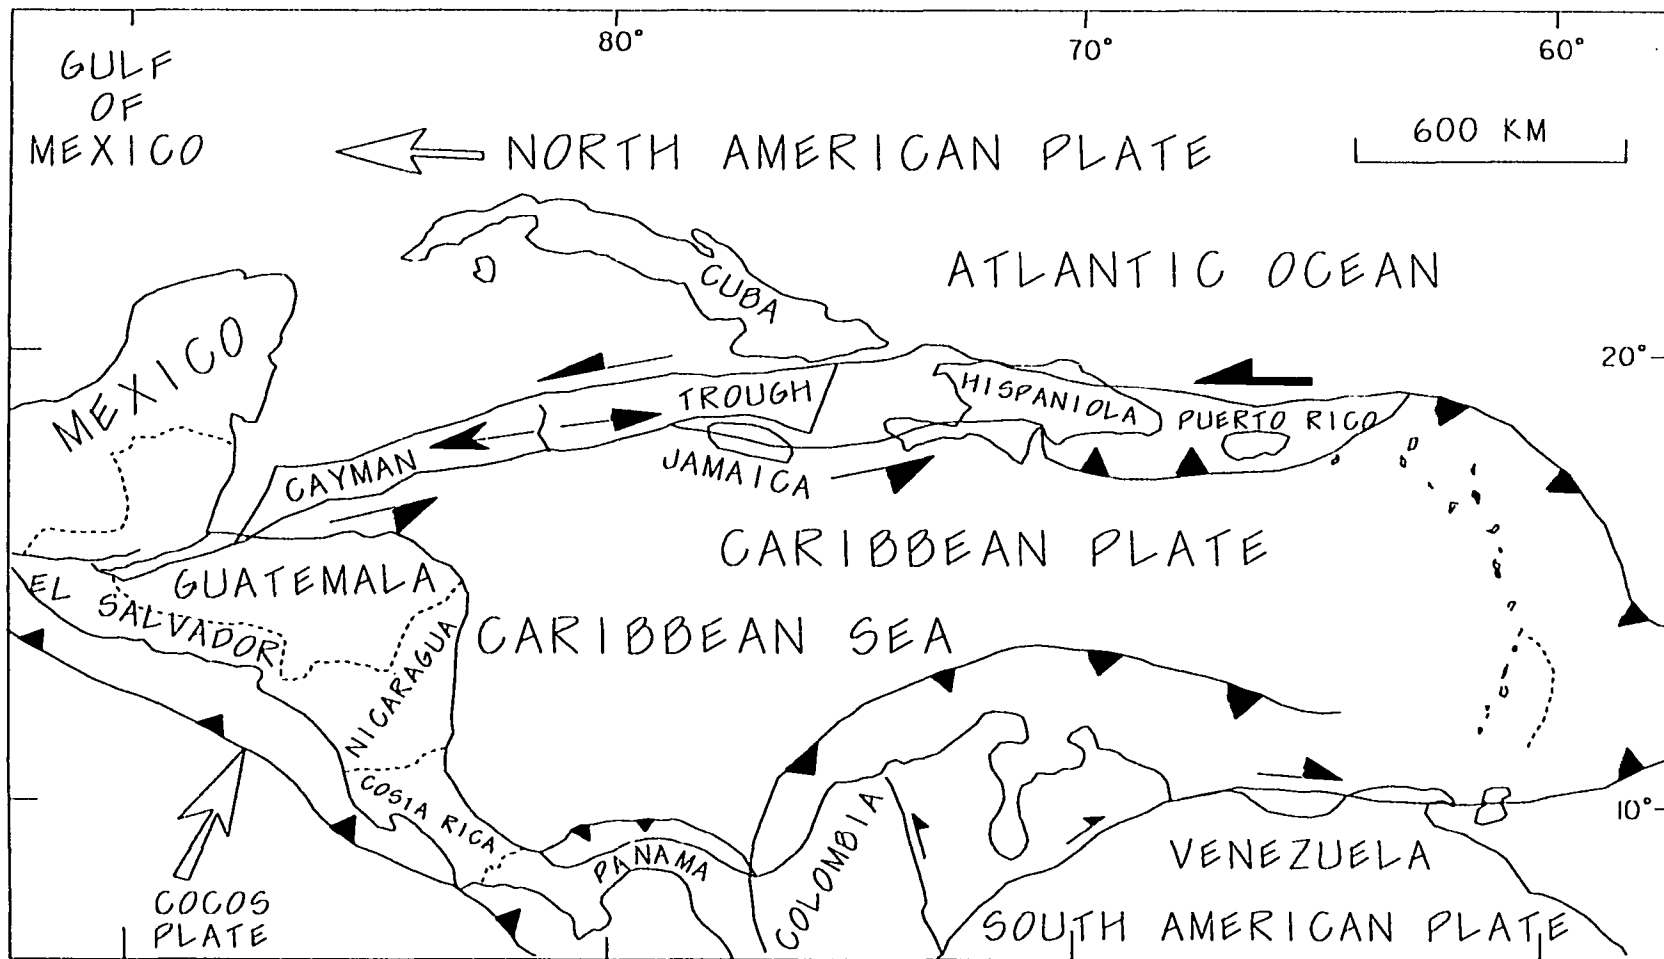 80°
70°
60°
GULF
OF
MEXICO
NORTH AMERICAN PLATE
600 KM
ATLANTIC OCEAN
CUBA
MEXICO
20°
TROUGH
HISPANIOLA
PUERTO RICO
CAYMAN
JAMAICA
CARIBBEAN PLATE
GUATEMALA
EL SALVADOR
CARIBBEAN SEA
NICARAGUA
COSTA RICA
PANAMA
COLOMBIA
10°
VENEZUELA
COCOS
PLATE
SOUTH AMERICAN PLATE